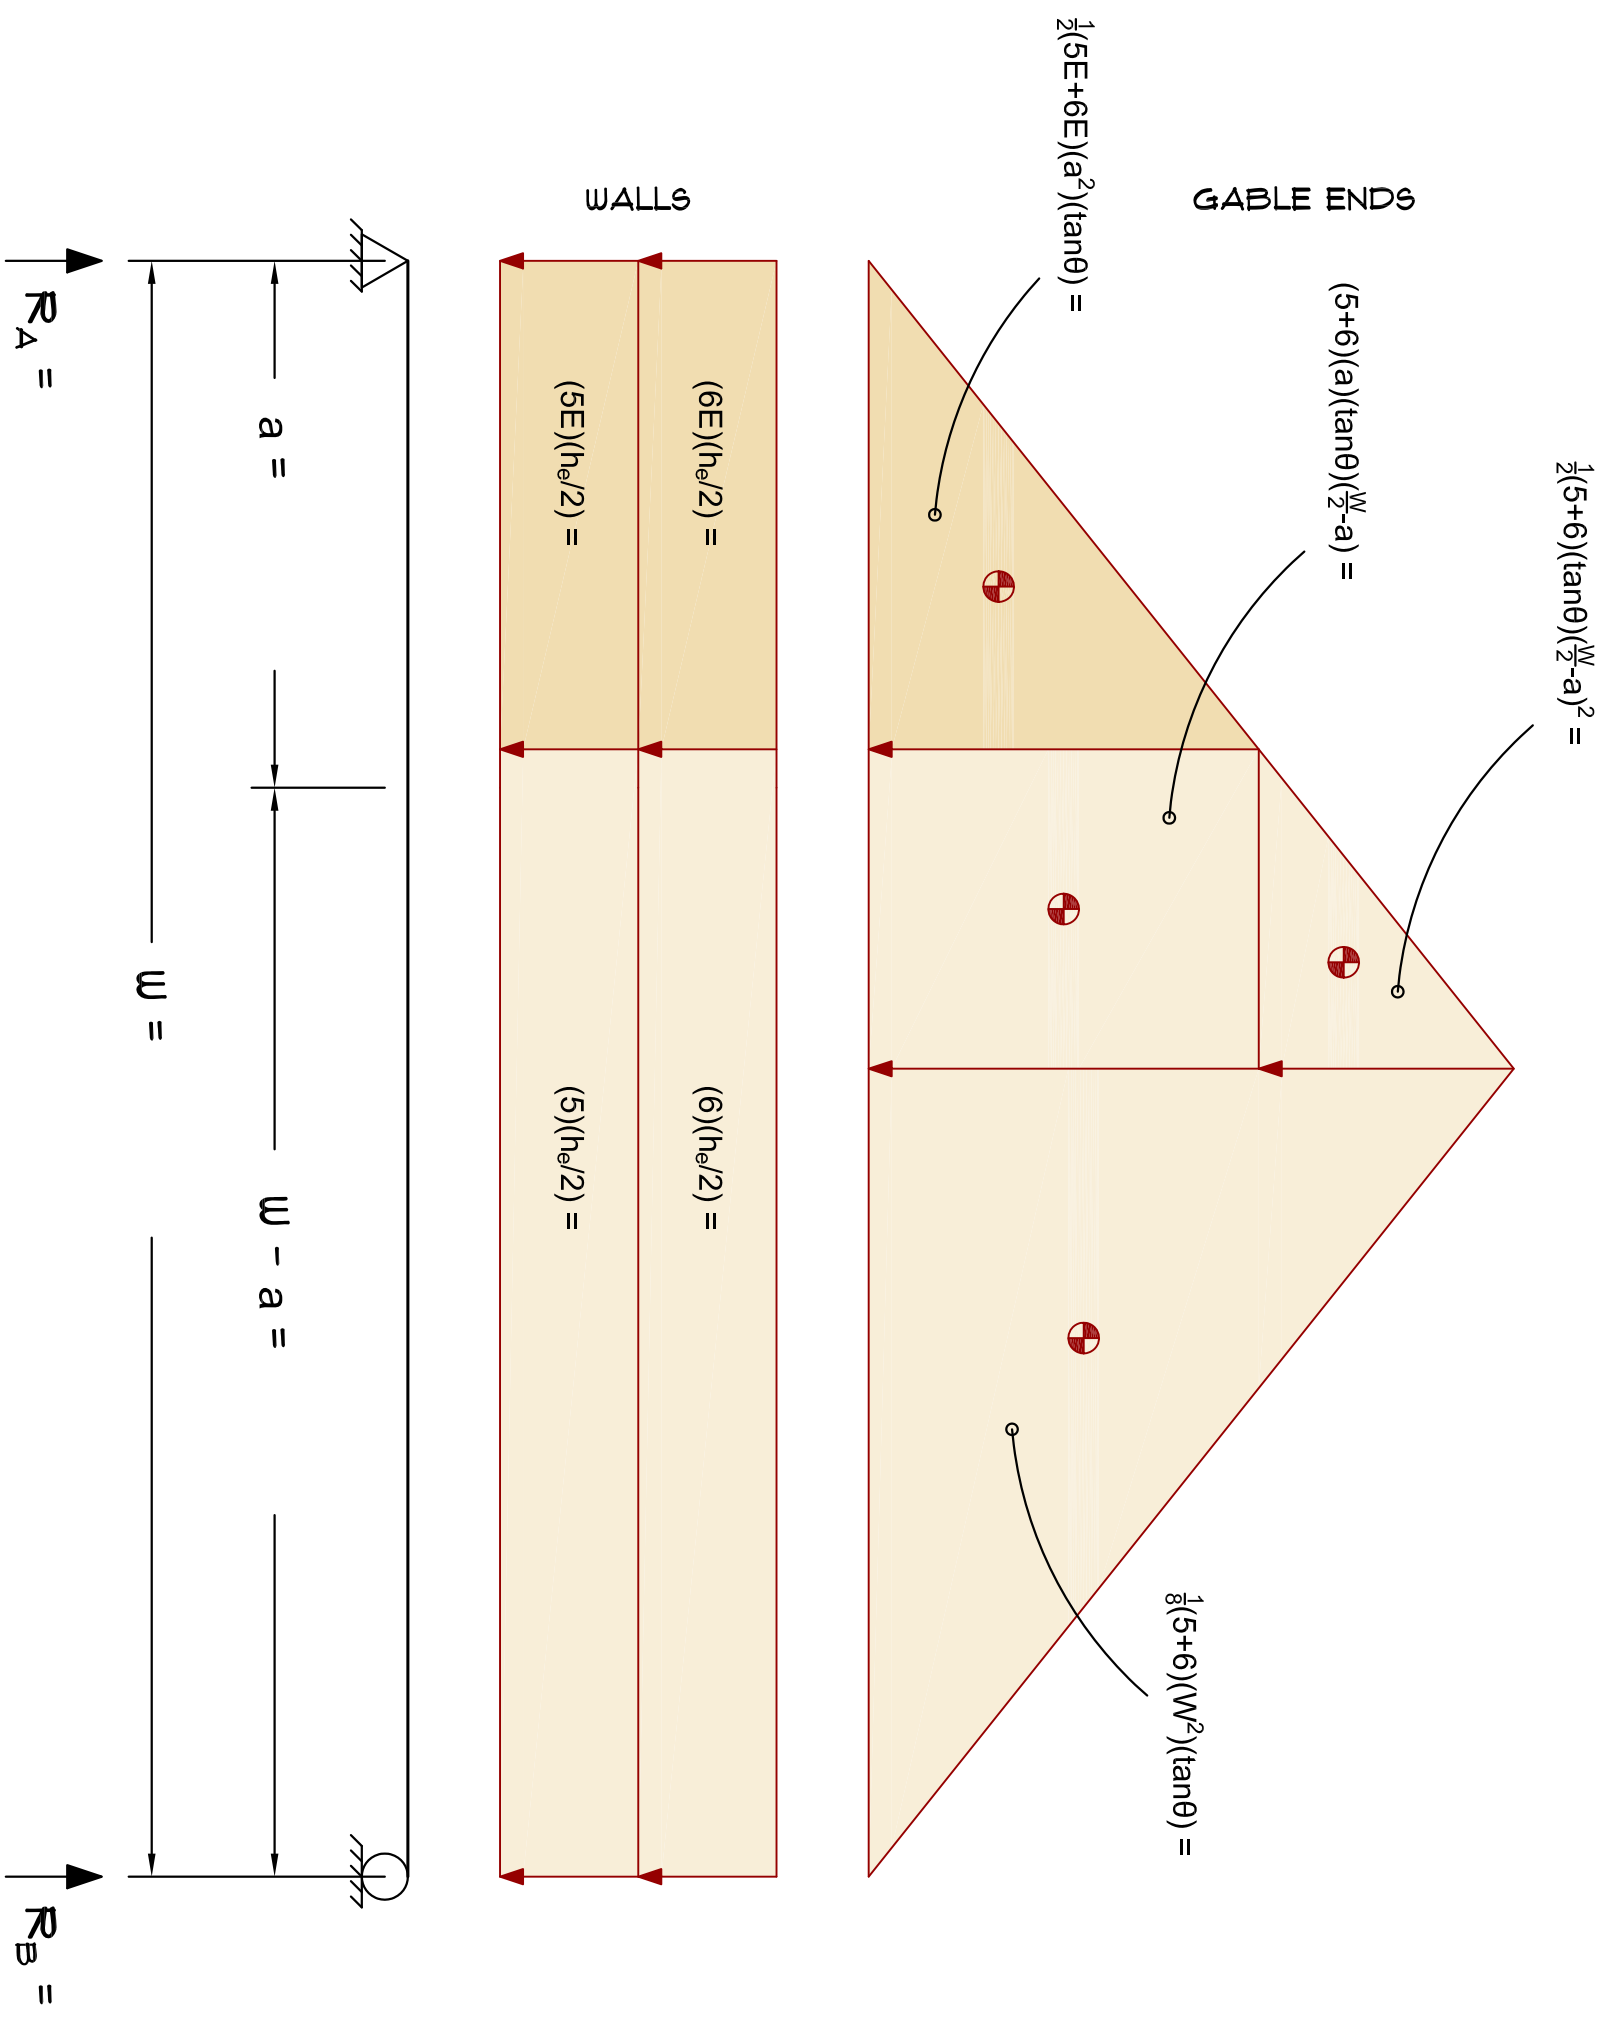 ½(5+6)(tanθ)(W/2-a)² =
(5+6)(a)(tanθ)(W/2-a) =
½(5E+6E)(a²)(tanθ) =
⅛(5+6)(W²)(tanθ) =
GABLE ENDS
WALLS
(6E)(hₑ/2) =
(6)(hₑ/2) =
(5E)(hₑ/2) =
(5)(hₑ/2) =
a =
W - a =
W =
R_A =
R_B =